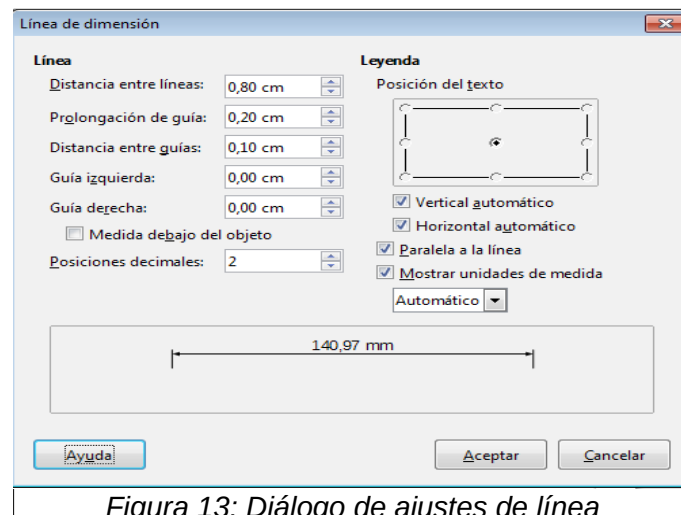 Línea de dimensión
Línea
Distancia entre líneas: 0,80 cm
Prolongación de guía: 0,20 cm
Distancia entre guías: 0,10 cm
Guía izquierda: 0,00 cm
Guía derecha: 0,00 cm
Medida debajo del objeto
Posiciones decimales: 2
Leyenda
Posición del texto
Vertical automático
Horizontal automático
Paralela a la línea
Mostrar unidades de medida
Automático
140,97 mm
Ayuda
Aceptar
Cancelar
Figura 13: Diálogo de ajustes de línea